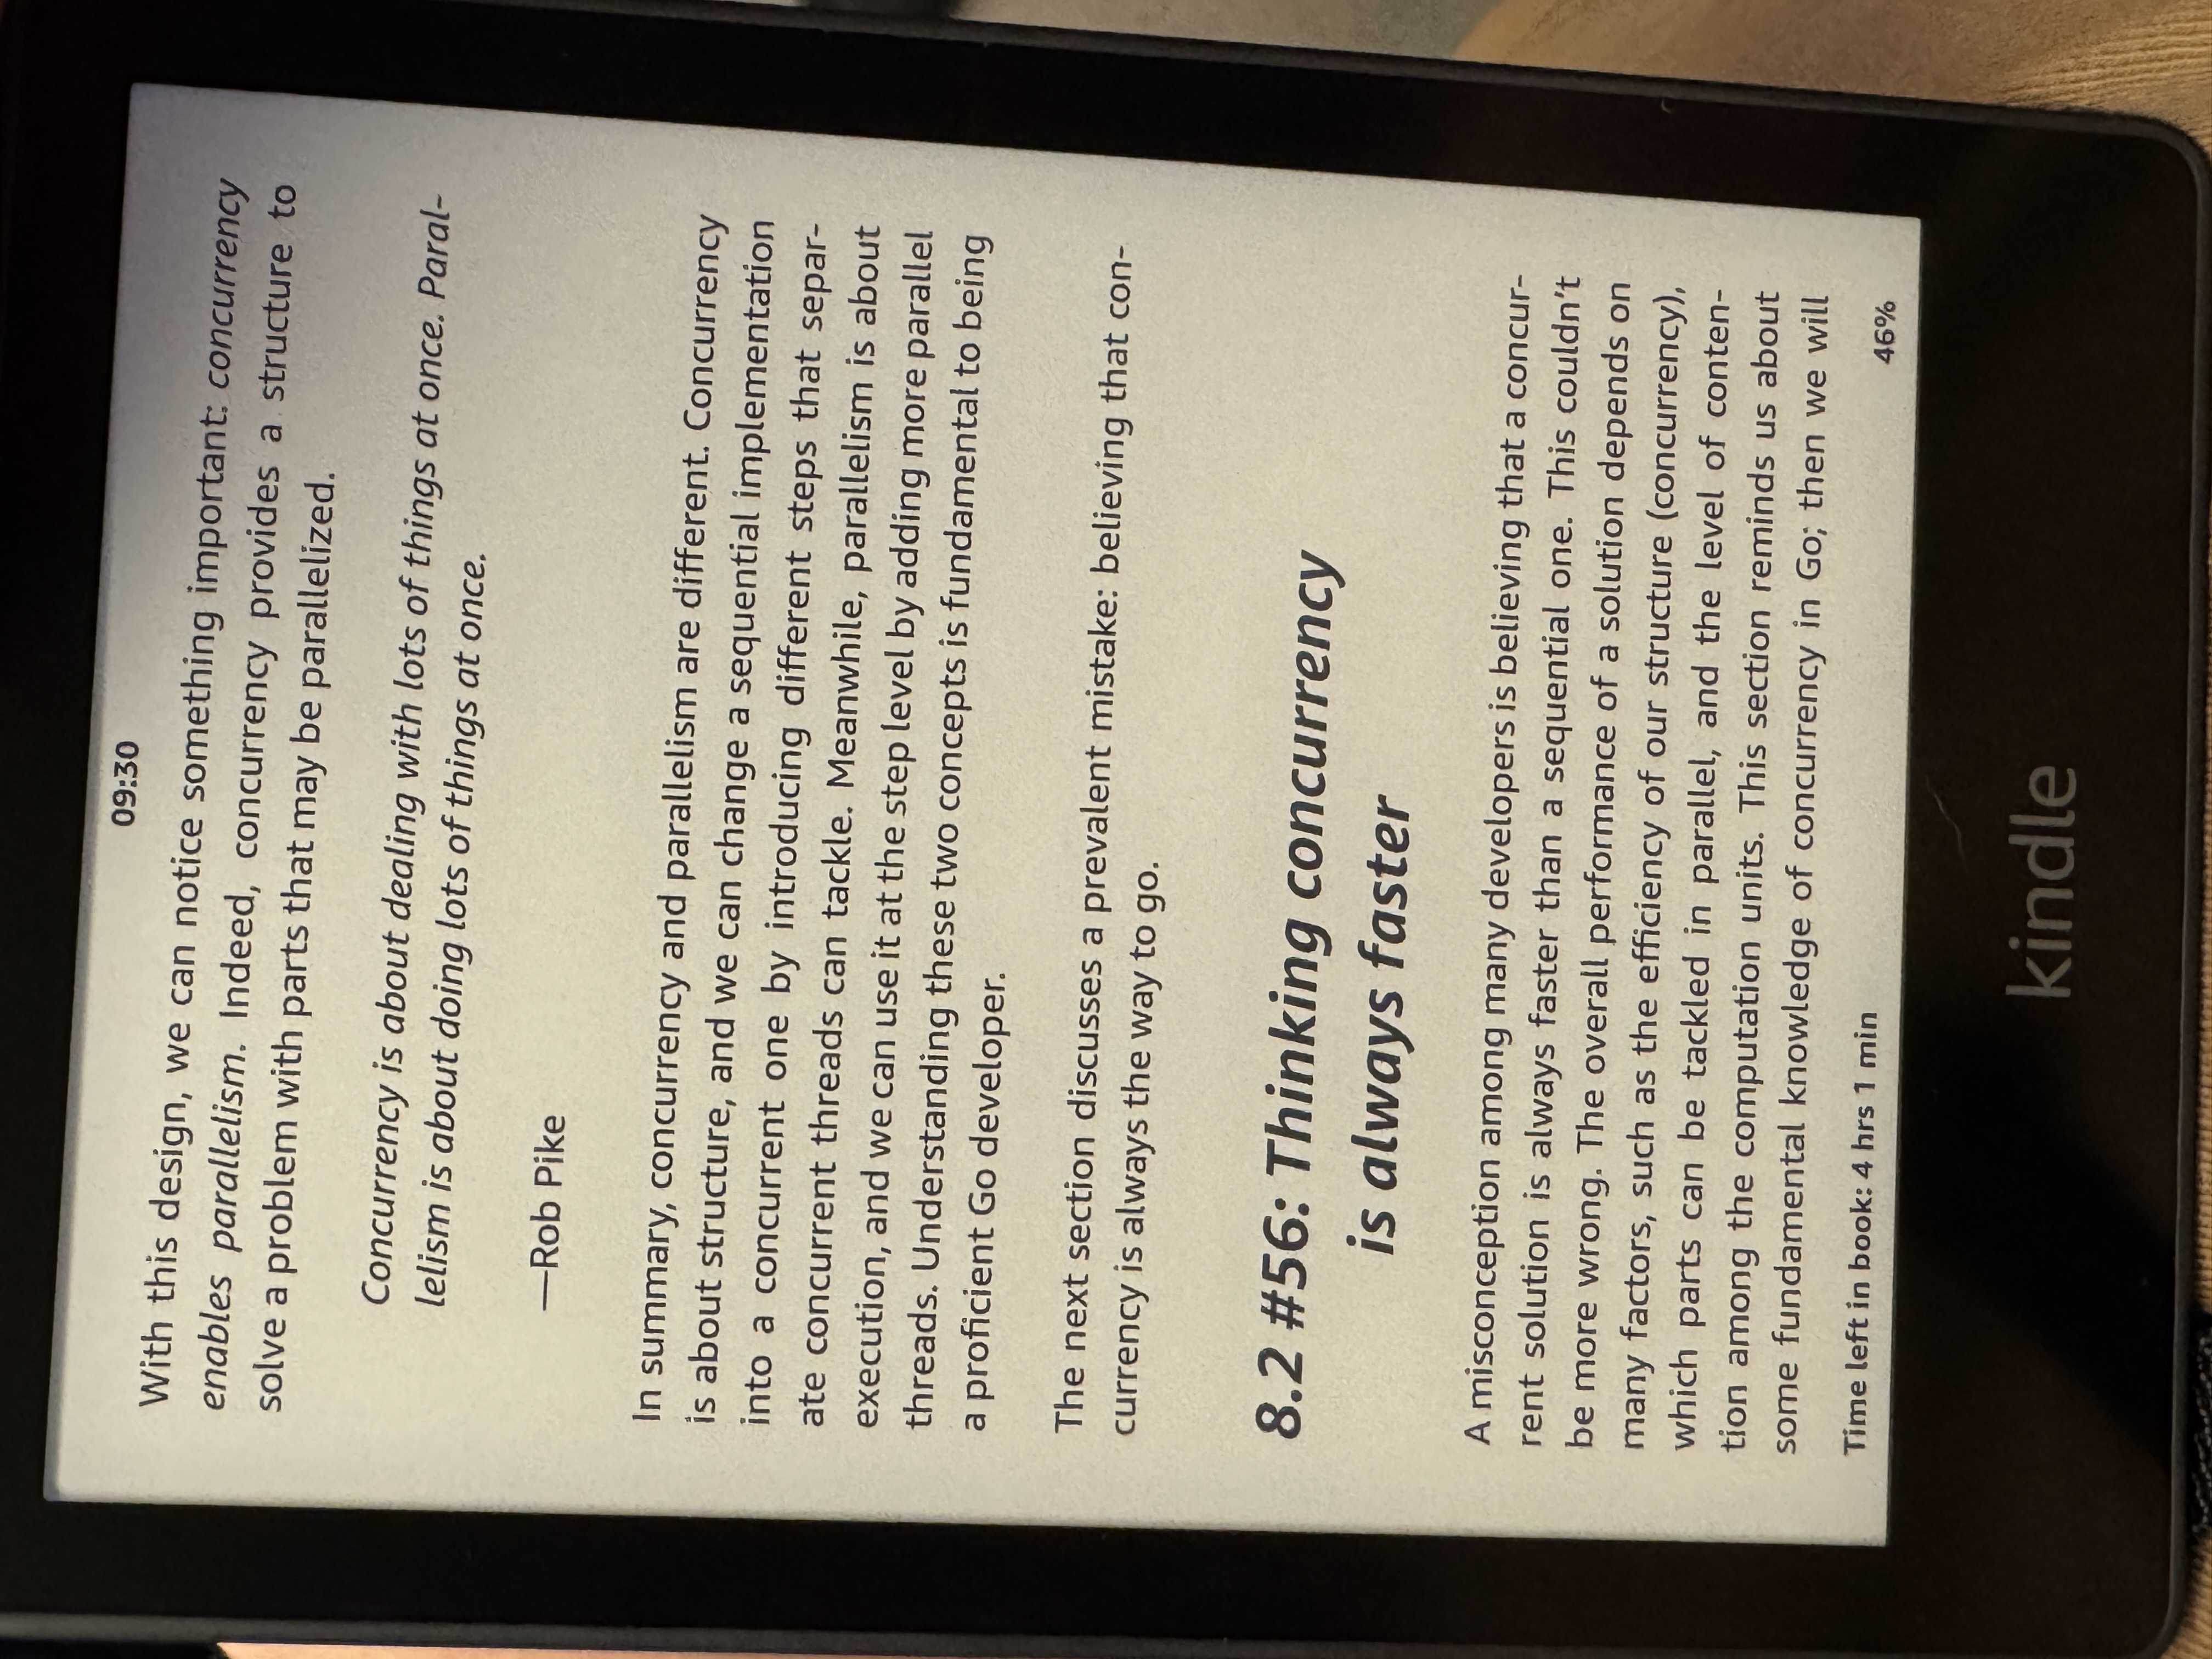 09:30
With this design, we can notice something important: concurrency
enables parallelism. Indeed, concurrency provides a structure to
solve a problem with parts that may be parallelized.
Concurrency is about dealing with lots of things at once. Paral-
lelism is about doing lots of things at once.
—Rob Pike
In summary, concurrency and parallelism are different. Concurrency
is about structure, and we can change a sequential implementation
into a concurrent one by introducing different steps that separ-
ate concurrent threads can tackle. Meanwhile, parallelism is about
execution, and we can use it at the step level by adding more parallel
threads. Understanding these two concepts is fundamental to being
a proficient Go developer.
The next section discusses a prevalent mistake: believing that con-
currency is always the way to go.
8.2 #56: Thinking concurrency
is always faster
A misconception among many developers is believing that a concur-
rent solution is always faster than a sequential one. This couldn't
be more wrong. The overall performance of a solution depends on
many factors, such as the efficiency of our structure (concurrency),
which parts can be tackled in parallel, and the level of conten-
tion among the computation units. This section reminds us about
some fundamental knowledge of concurrency in Go; then we will
Time left in book: 4 hrs 1 min
46%
kindle